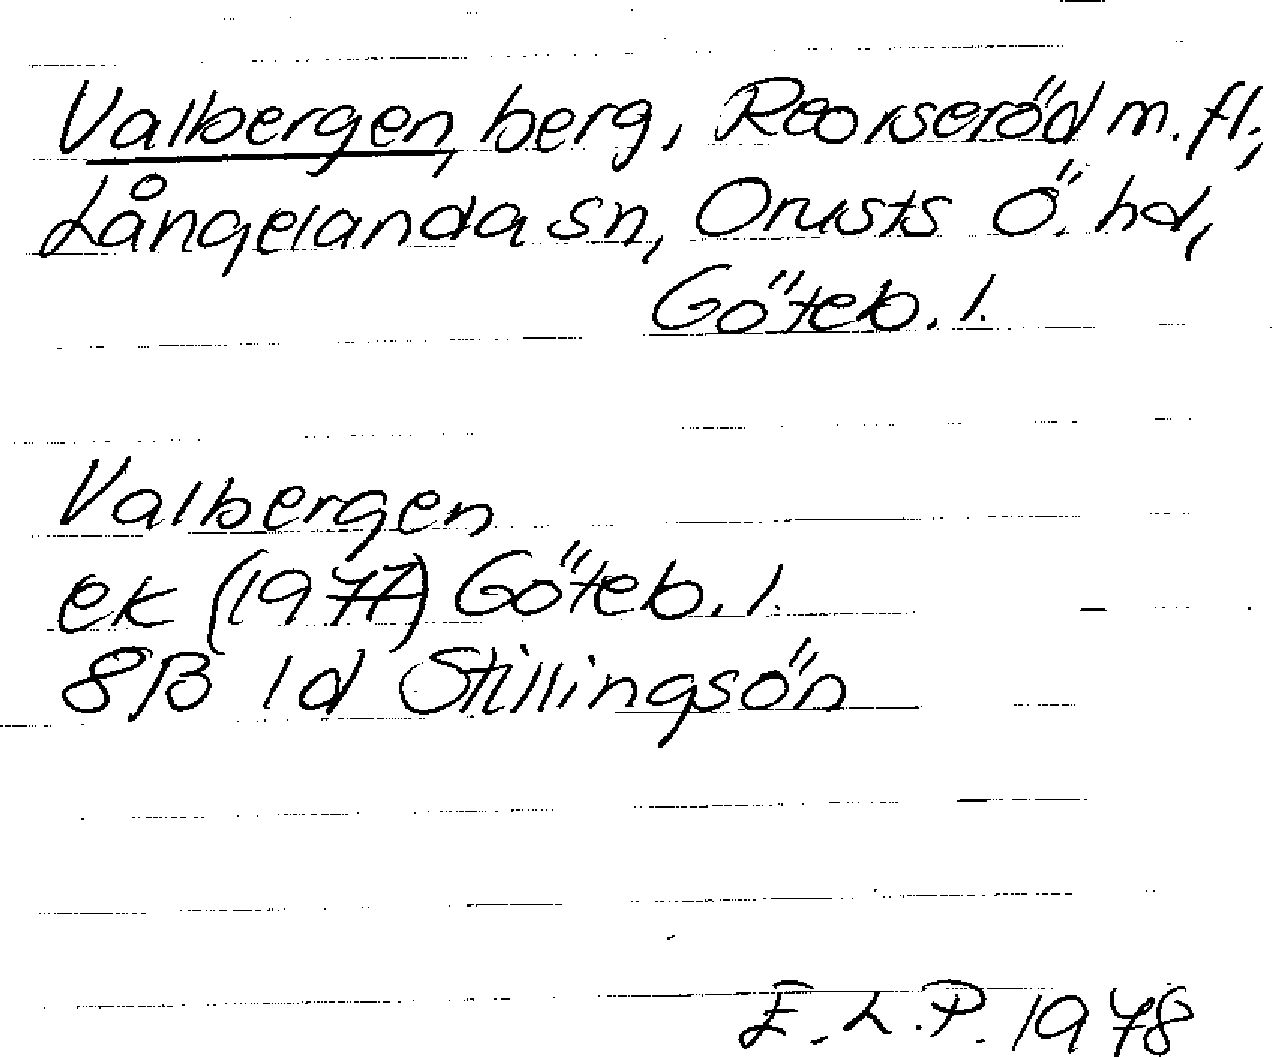 Valbergen, berg, Reorseröd m. fl.,
Långelanda sn, Orusts Ö. hd,
Göteb. l.
Valbergen
ek (1977) Göteb. l.
8B 1d Stillingsön
E. L. P. 1978